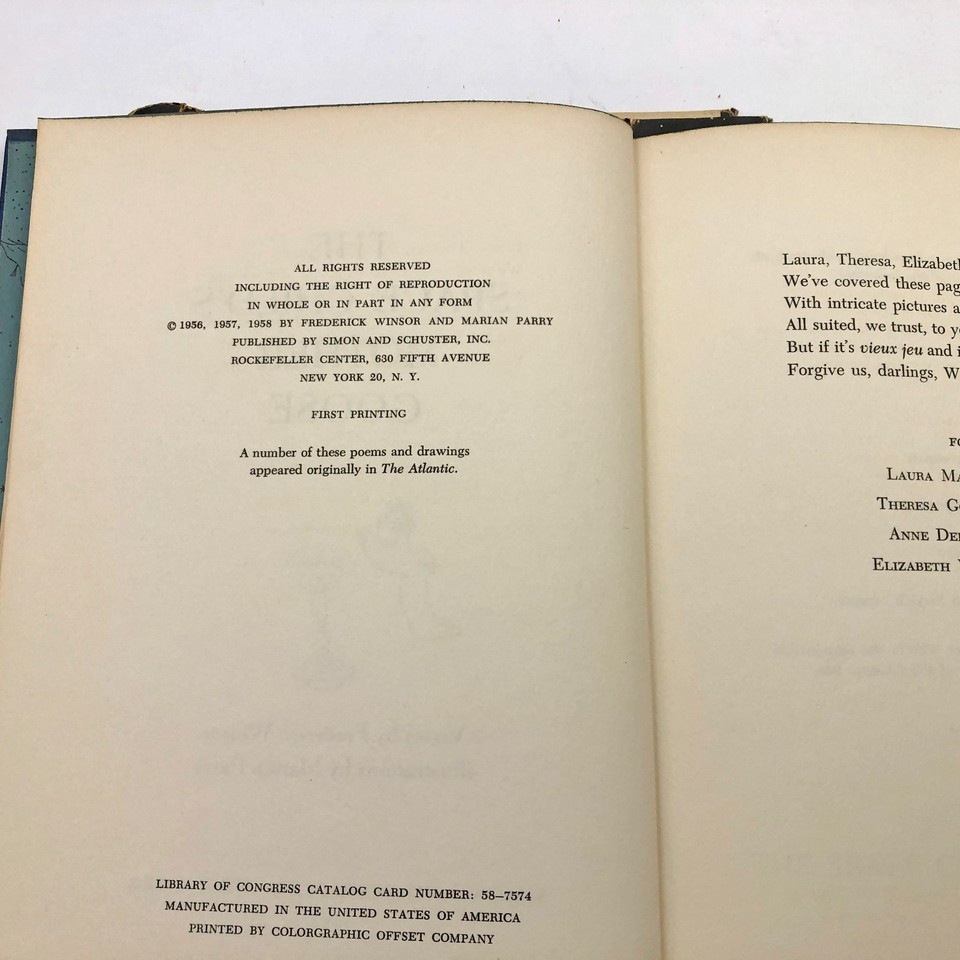 ALL RIGHTS RESERVED
INCLUDING THE RIGHT OF REPRODUCTION
IN WHOLE OR IN PART IN ANY FORM
© 1956, 1957, 1958 BY FREDERICK WINSOR AND MARIAN PARRY
PUBLISHED BY SIMON AND SCHUSTER, INC.
ROCKEFELLER CENTER, 630 FIFTH AVENUE
NEW YORK 20, N. Y.
FIRST PRINTING
A number of these poems and drawings
appeared originally in The Atlantic.
LIBRARY OF CONGRESS CATALOG CARD NUMBER: 58–7574
MANUFACTURED IN THE UNITED STATES OF AMERICA
PRINTED BY COLORGRAPHIC OFFSET COMPANY
Laura, Theresa,
We've covered these
With intricate pictures
All suited, we trust, to
But if it's vieux jeu and
Forgive us, darlings,
LAURA
THERESA
ANNE
ELIZABETH